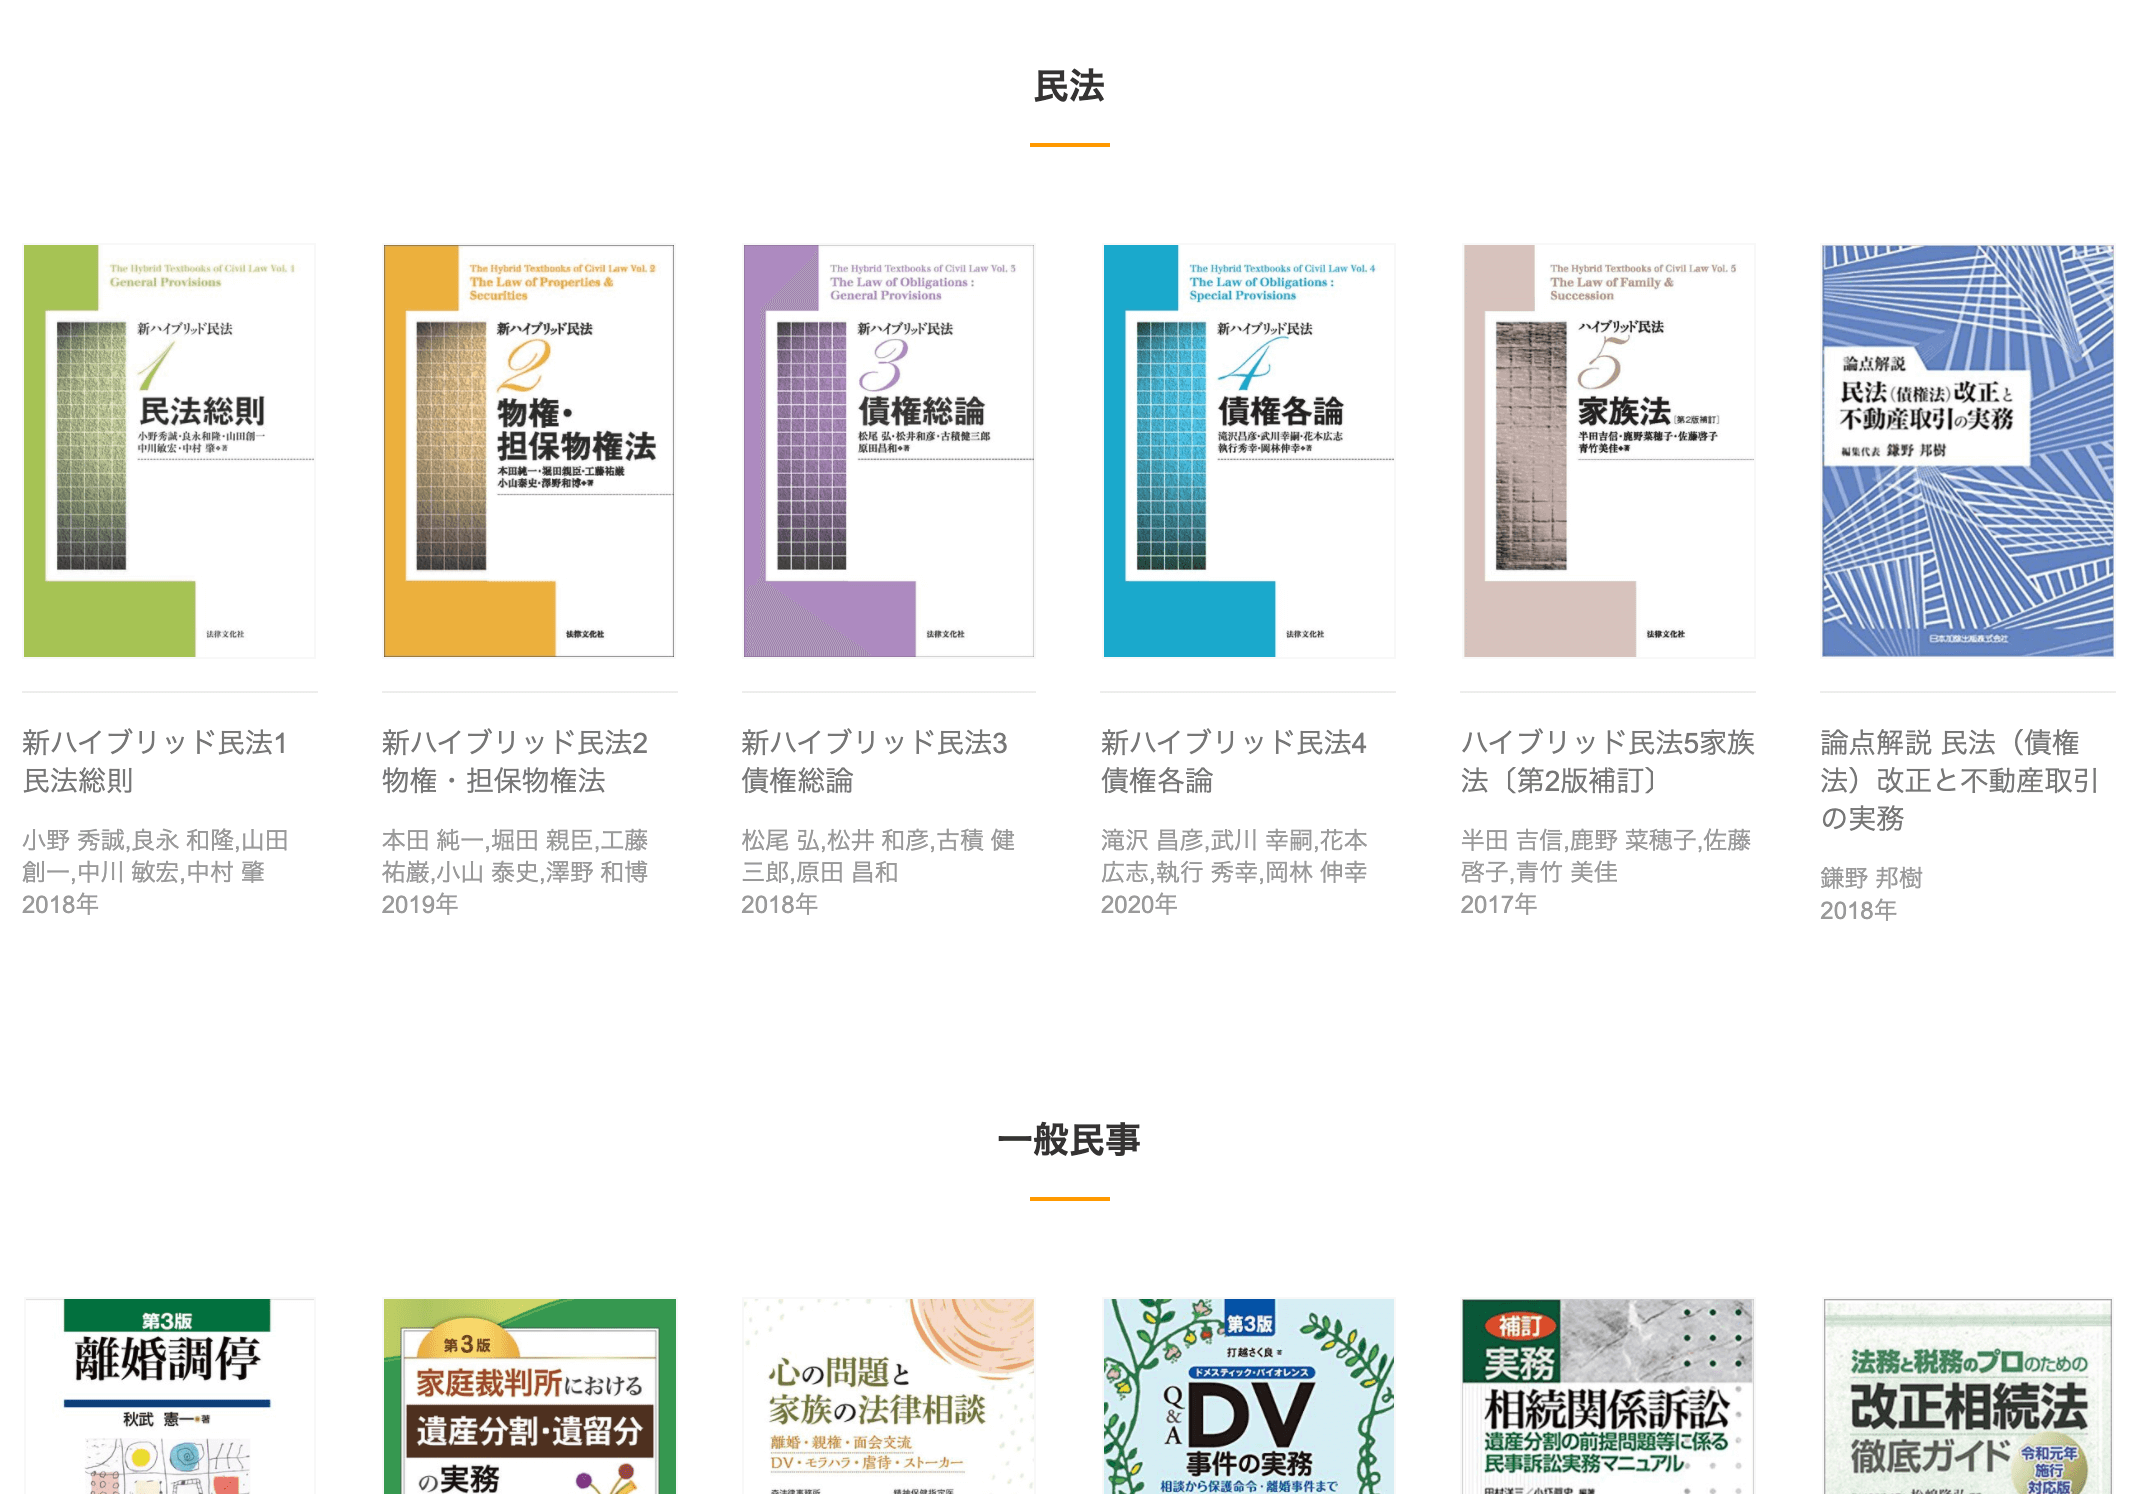 民法
The Hybrid Textbooks of Civil Law Vol. 1
General Provisions
新ハイブリッド民法
1
民法総則
小野秀誠・良永和隆・山田創一
中川敏宏・中村 肇◆著
法律文化社
The Hybrid Textbooks of Civil Law Vol. 2
The Law of Properties &
Securities
新ハイブリッド民法
2
物権・
担保物権法
本田純一・堀田親臣・工藤祐巌
小山泰史・澤野和博◆著
法律文化社
The Hybrid Textbooks of Civil Law Vol. 3
The Law of Obligations :
General Provisions
新ハイブリッド民法
3
債権総論
松尾 弘・松井和彦・古積健三郎
原田昌和◆著
法律文化社
The Hybrid Textbooks of Civil Law Vol. 4
The Law of Obligations :
Special Provisions
新ハイブリッド民法
4
債権各論
滝沢昌彦・武川幸嗣・花本広志
執行秀幸・岡林伸幸◆著
法律文化社
The Hybrid Textbooks of Civil Law Vol. 5
The Law of Family &
Succession
ハイブリッド民法
5
家族法〔第2版補訂〕
半田吉信・鹿野菜穂子・佐藤啓子
青竹美佳◆著
法律文化社
論点解説
民法(債権法)改正と
不動産取引の実務
編集代表 鎌野 邦樹
日本加除出版株式会社
新ハイブリッド民法1
民法総則
小野 秀誠,良永 和隆,山田
創一,中川 敏宏,中村 肇
2018年
新ハイブリッド民法2
物権・担保物権法
本田 純一,堀田 親臣,工藤
祐巌,小山 泰史,澤野 和博
2019年
新ハイブリッド民法3
債権総論
松尾 弘,松井 和彦,古積 健
三郎,原田 昌和
2018年
新ハイブリッド民法4
債権各論
滝沢 昌彦,武川 幸嗣,花本
広志,執行 秀幸,岡林 伸幸
2020年
ハイブリッド民法5家族
法〔第2版補訂〕
半田 吉信,鹿野 菜穂子,佐藤
啓子,青竹 美佳
2017年
論点解説 民法（債権
法）改正と不動産取引
の実務
鎌野 邦樹
2018年
一般民事
第3版
離婚調停
秋武 憲一◆著
第3版
家庭裁判所における
遺産分割・遺留分
の実務
心の問題と
家族の法律相談
離婚・親権・面会交流
DV・モラハラ・虐待・ストーカー
第3版
打越さく良 著
ドメスティック・バイオレンス
Q&A
DV
事件の実務
相談から保護命令・離婚事件まで
補訂
実務
相続関係訴訟
遺産分割の前提問題等に係る
民事訴訟実務マニュアル
法務と税務のプロのための
改正相続法
徹底ガイド
令和元年
施行
対応版